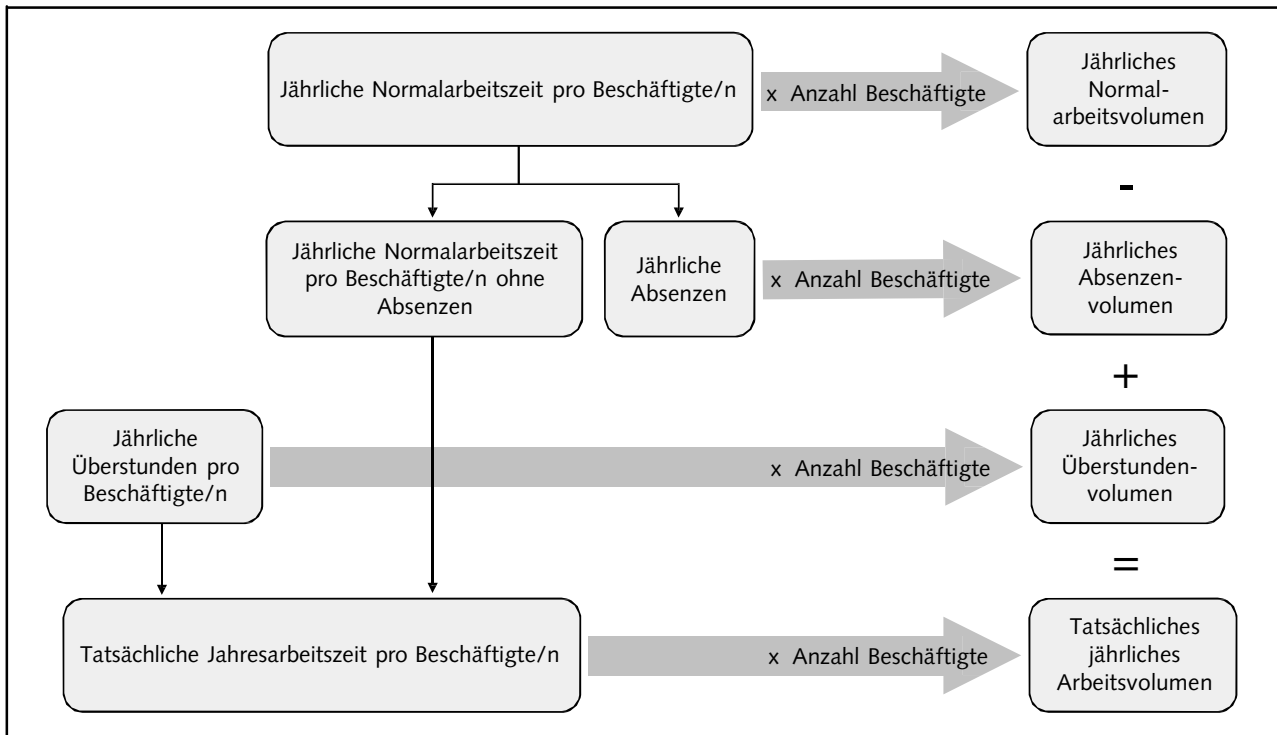 Jährliche Normalarbeitszeit pro Beschäftigte/n
x Anzahl Beschäftigte
Jährliches
Normal-
arbeitsvolumen
-
Jährliche Normalarbeitszeit
pro Beschäftigte/n ohne
Absenzen
Jährliche
Absenzen
x Anzahl Beschäftigte
Jährliches
Absenzen-
volumen
+
Jährliche
Überstunden pro
Beschäftigte/n
x Anzahl Beschäftigte
Jährliches
Überstunden-
volumen
=
Tatsächliche Jahresarbeitszeit pro Beschäftigte/n
x Anzahl Beschäftigte
Tatsächliches
jährliches
Arbeitsvolumen